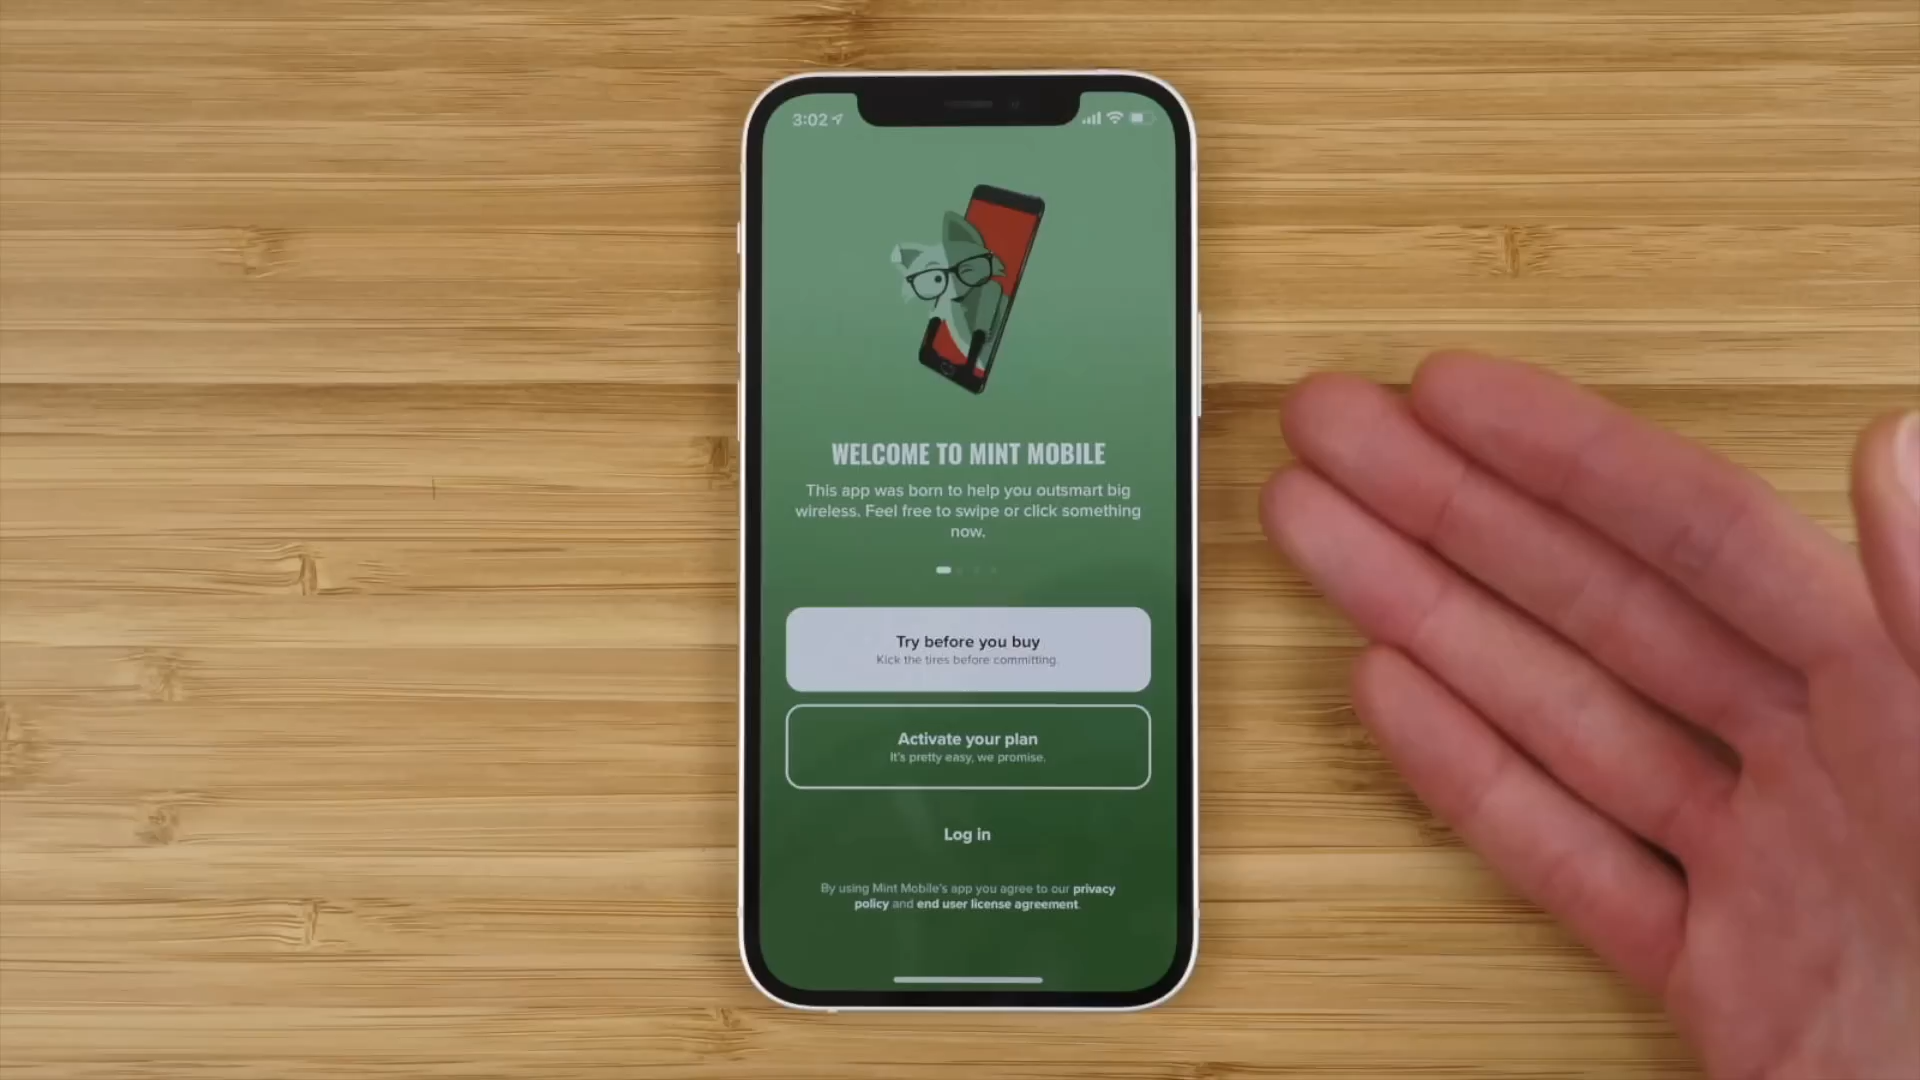 3:02
WELCOME TO MINT MOBILE
This app was born to help you outsmart big
wireless. Feel free to swipe or click something
now.
Try before you buy
Kick the tires before committing.
Activate your plan
It's pretty easy, we promise.
Log in
By using Mint Mobile's app you agree to our privacy
policy and end user license agreement.